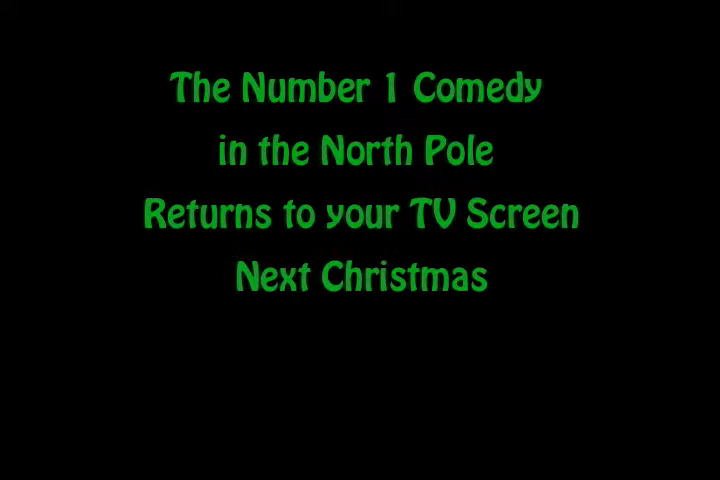 The Number 1 Comedy
in the North Pole
Returns to your TV Screen
Next Christmas